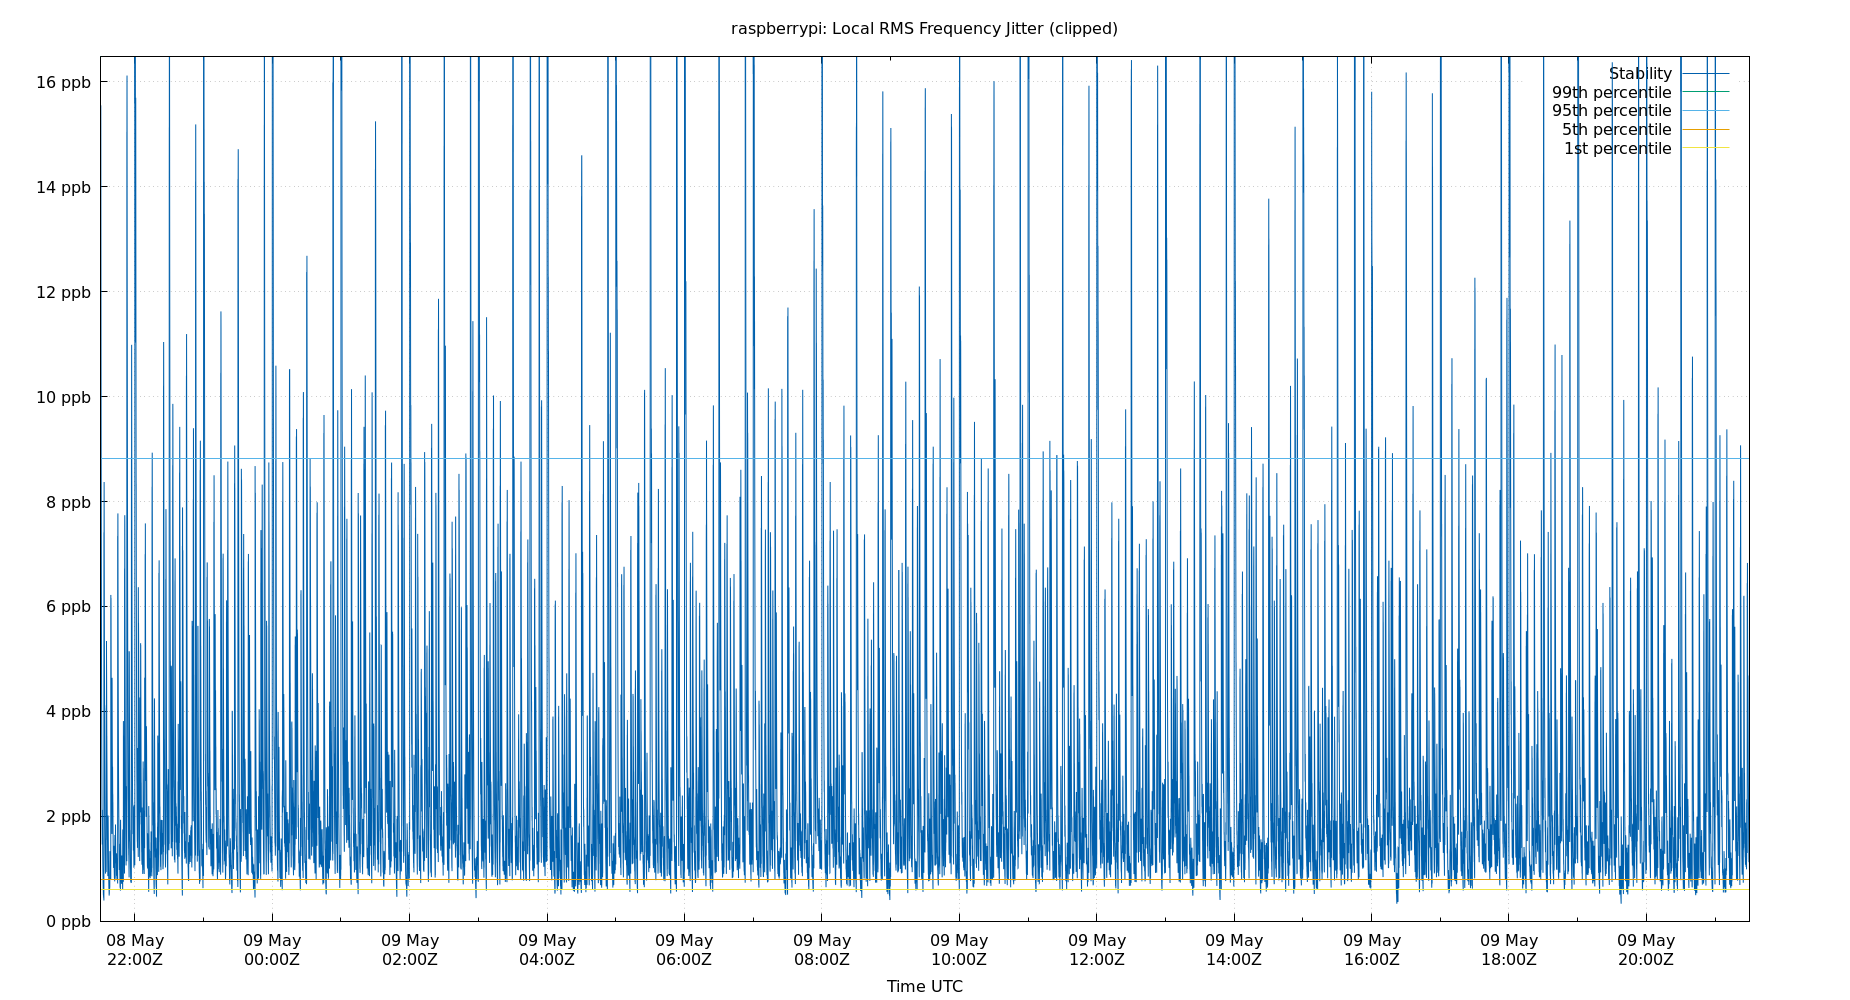 raspberrypi: Local RMS Frequency Jitter (clipped)
Stability
99th percentile
95th percentile
5th percentile
1st percentile
16 ppb
14 ppb
12 ppb
10 ppb
8 ppb
6 ppb
4 ppb
2 ppb
0 ppb
08 May 09 May 09 May 09 May 09 May 09 May 09 May 09 May 09 May 09 May 09 May 09 May
22:00Z 00:00Z 02:00Z 04:00Z 06:00Z 08:00Z 10:00Z 12:00Z 14:00Z 16:00Z 18:00Z 20:00Z
Time UTC